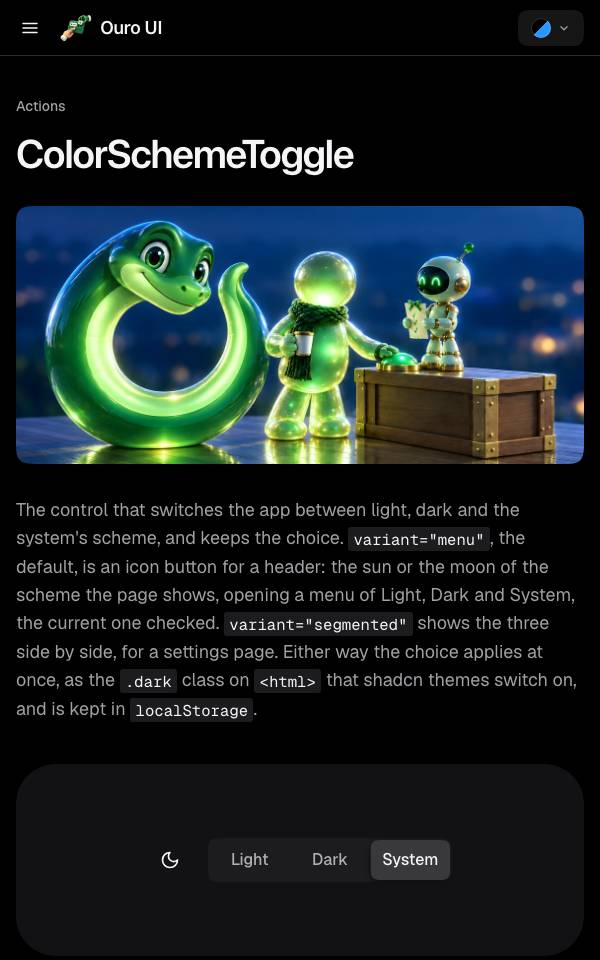 Ouro UI
Actions
ColorSchemeToggle
The control that switches the app between light, dark and the
system's scheme, and keeps the choice. variant="menu", the
default, is an icon button for a header: the sun or the moon of the
scheme the page shows, opening a menu of Light, Dark and System,
the current one checked. variant="segmented" shows the three
side by side, for a settings page. Either way the choice applies at
once, as the .dark class on <html> that shadcn themes switch on,
and is kept in localStorage.
Light Dark System